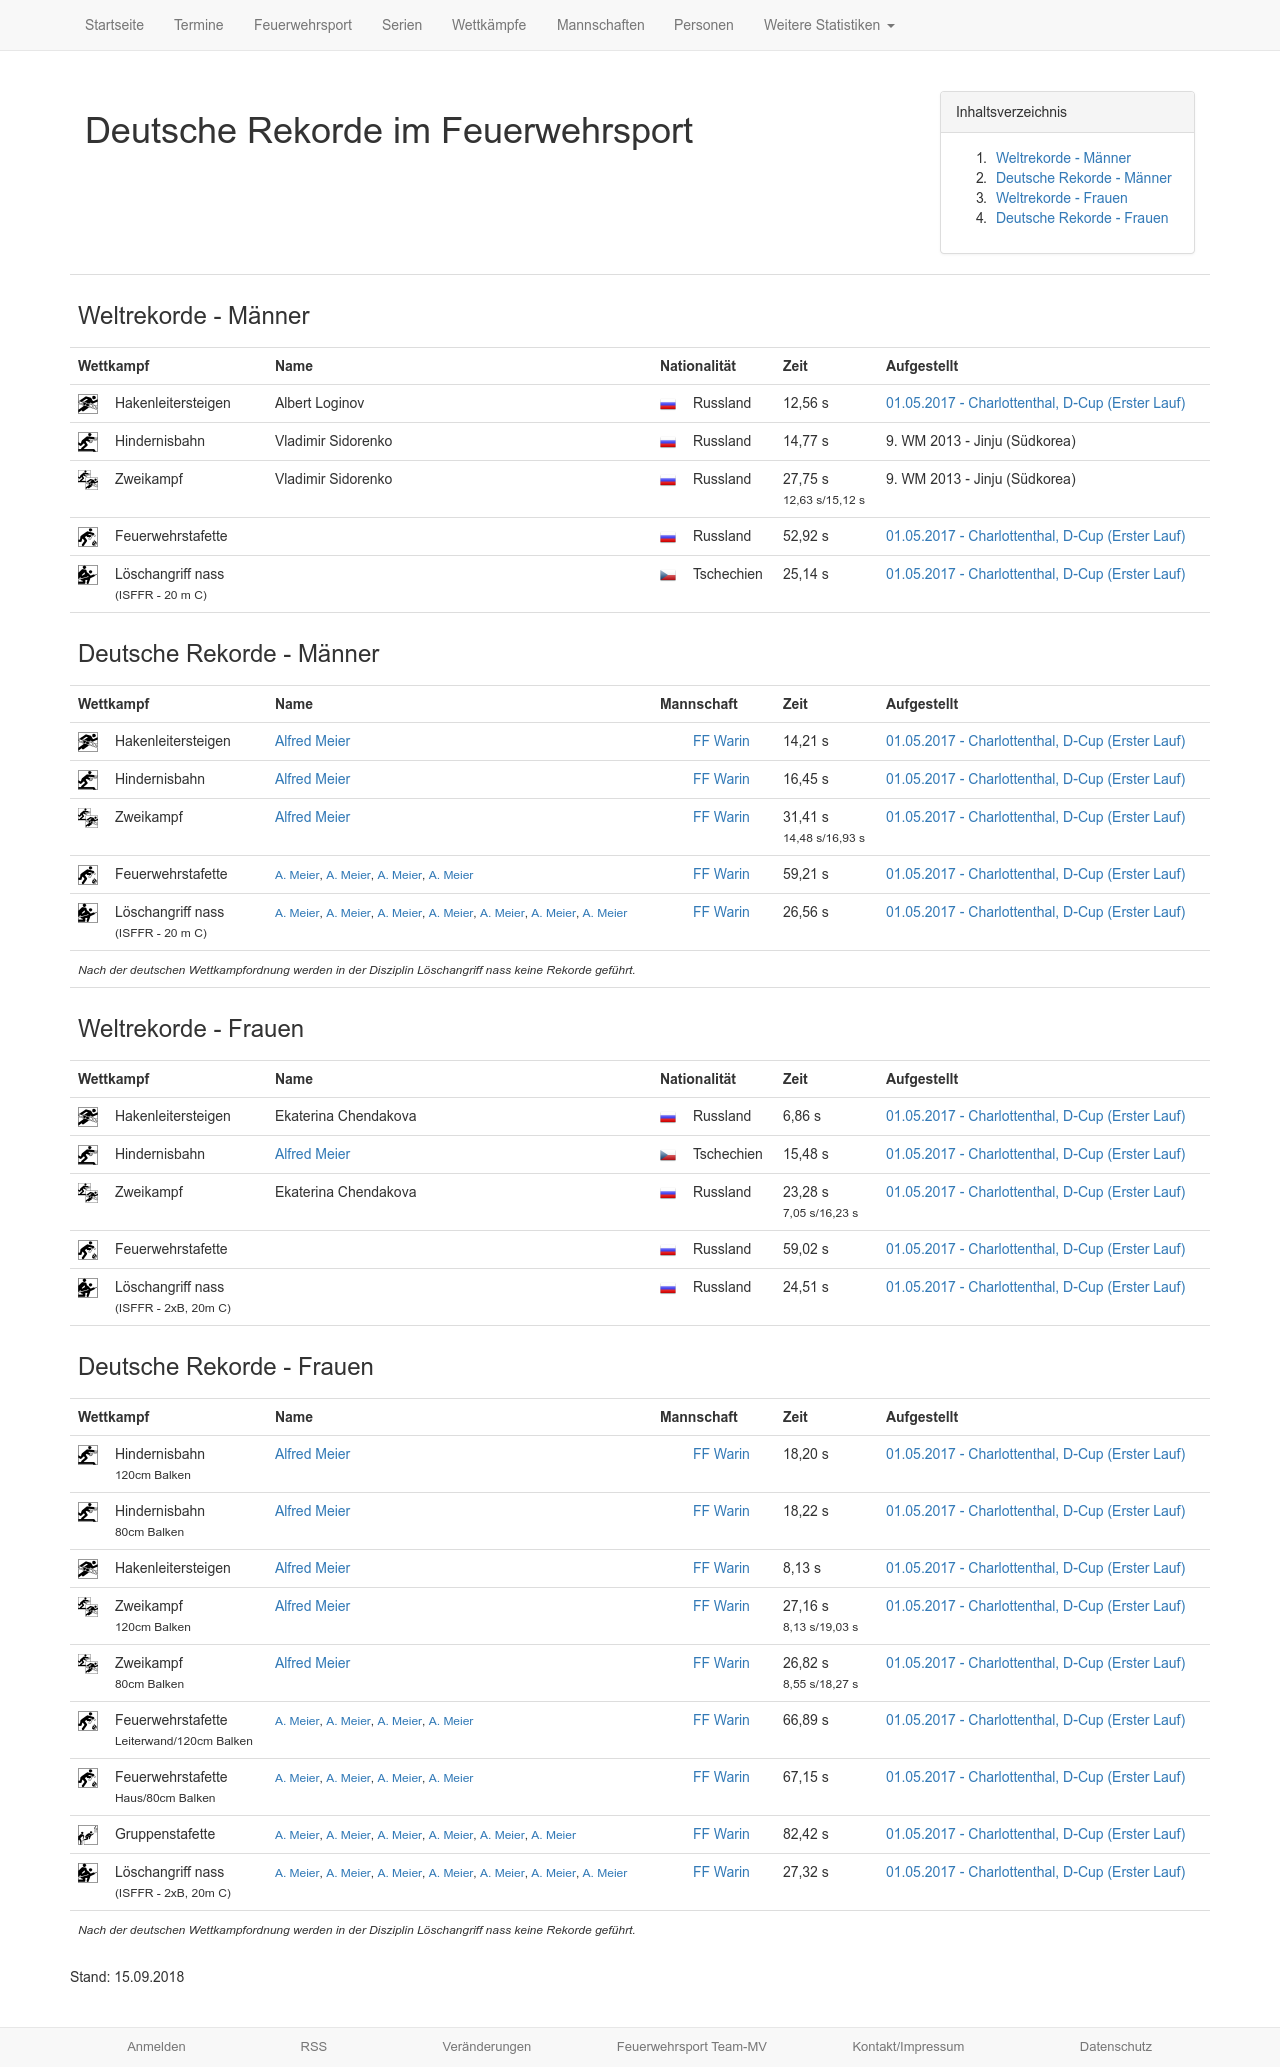 Startseite Termine Feuerwehrsport Serien Wettkämpfe Mannschaften Personen Weitere Statistiken
Deutsche Rekorde im Feuerwehrsport
Inhaltsverzeichnis
1. Weltrekorde - Männer
2. Deutsche Rekorde - Männer
3. Weltrekorde - Frauen
4. Deutsche Rekorde - Frauen
Weltrekorde - Männer
Wettkampf Name Nationalität Zeit Aufgestellt
Hakenleitersteigen Albert Loginov Russland 12,56 s 01.05.2017 - Charlottenthal, D-Cup (Erster Lauf)
Hindernisbahn Vladimir Sidorenko Russland 14,77 s 9. WM 2013 - Jinju (Südkorea)
Zweikampf Vladimir Sidorenko Russland 27,75 s 9. WM 2013 - Jinju (Südkorea)
12,63 s/15,12 s
Feuerwehrstafette Russland 52,92 s 01.05.2017 - Charlottenthal, D-Cup (Erster Lauf)
Löschangriff nass Tschechien 25,14 s 01.05.2017 - Charlottenthal, D-Cup (Erster Lauf)
(ISFFR - 20 m C)
Deutsche Rekorde - Männer
Wettkampf Name Mannschaft Zeit Aufgestellt
Hakenleitersteigen Alfred Meier FF Warin 14,21 s 01.05.2017 - Charlottenthal, D-Cup (Erster Lauf)
Hindernisbahn Alfred Meier FF Warin 16,45 s 01.05.2017 - Charlottenthal, D-Cup (Erster Lauf)
Zweikampf Alfred Meier FF Warin 31,41 s 01.05.2017 - Charlottenthal, D-Cup (Erster Lauf)
14,48 s/16,93 s
Feuerwehrstafette A. Meier, A. Meier, A. Meier, A. Meier FF Warin 59,21 s 01.05.2017 - Charlottenthal, D-Cup (Erster Lauf)
Löschangriff nass A. Meier, A. Meier, A. Meier, A. Meier, A. Meier, A. Meier, A. Meier FF Warin 26,56 s 01.05.2017 - Charlottenthal, D-Cup (Erster Lauf)
(ISFFR - 20 m C)
Nach der deutschen Wettkampfordnung werden in der Disziplin Löschangriff nass keine Rekorde geführt.
Weltrekorde - Frauen
Wettkampf Name Nationalität Zeit Aufgestellt
Hakenleitersteigen Ekaterina Chendakova Russland 6,86 s 01.05.2017 - Charlottenthal, D-Cup (Erster Lauf)
Hindernisbahn Alfred Meier Tschechien 15,48 s 01.05.2017 - Charlottenthal, D-Cup (Erster Lauf)
Zweikampf Ekaterina Chendakova Russland 23,28 s 01.05.2017 - Charlottenthal, D-Cup (Erster Lauf)
7,05 s/16,23 s
Feuerwehrstafette Russland 59,02 s 01.05.2017 - Charlottenthal, D-Cup (Erster Lauf)
Löschangriff nass Russland 24,51 s 01.05.2017 - Charlottenthal, D-Cup (Erster Lauf)
(ISFFR - 2xB, 20m C)
Deutsche Rekorde - Frauen
Wettkampf Name Mannschaft Zeit Aufgestellt
Hindernisbahn Alfred Meier FF Warin 18,20 s 01.05.2017 - Charlottenthal, D-Cup (Erster Lauf)
120cm Balken
Hindernisbahn Alfred Meier FF Warin 18,22 s 01.05.2017 - Charlottenthal, D-Cup (Erster Lauf)
80cm Balken
Hakenleitersteigen Alfred Meier FF Warin 8,13 s 01.05.2017 - Charlottenthal, D-Cup (Erster Lauf)
Zweikampf Alfred Meier FF Warin 27,16 s 01.05.2017 - Charlottenthal, D-Cup (Erster Lauf)
120cm Balken 8,13 s/19,03 s
Zweikampf Alfred Meier FF Warin 26,82 s 01.05.2017 - Charlottenthal, D-Cup (Erster Lauf)
80cm Balken 8,55 s/18,27 s
Feuerwehrstafette A. Meier, A. Meier, A. Meier, A. Meier FF Warin 66,89 s 01.05.2017 - Charlottenthal, D-Cup (Erster Lauf)
Leiterwand/120cm Balken
Feuerwehrstafette A. Meier, A. Meier, A. Meier, A. Meier FF Warin 67,15 s 01.05.2017 - Charlottenthal, D-Cup (Erster Lauf)
Haus/80cm Balken
Gruppenstafette A. Meier, A. Meier, A. Meier, A. Meier, A. Meier, A. Meier FF Warin 82,42 s 01.05.2017 - Charlottenthal, D-Cup (Erster Lauf)
Löschangriff nass A. Meier, A. Meier, A. Meier, A. Meier, A. Meier, A. Meier, A. Meier FF Warin 27,32 s 01.05.2017 - Charlottenthal, D-Cup (Erster Lauf)
(ISFFR - 2xB, 20m C)
Nach der deutschen Wettkampfordnung werden in der Disziplin Löschangriff nass keine Rekorde geführt.
Stand: 15.09.2018
Anmelden RSS Veränderungen Feuerwehrsport Team-MV Kontakt/Impressum Datenschutz